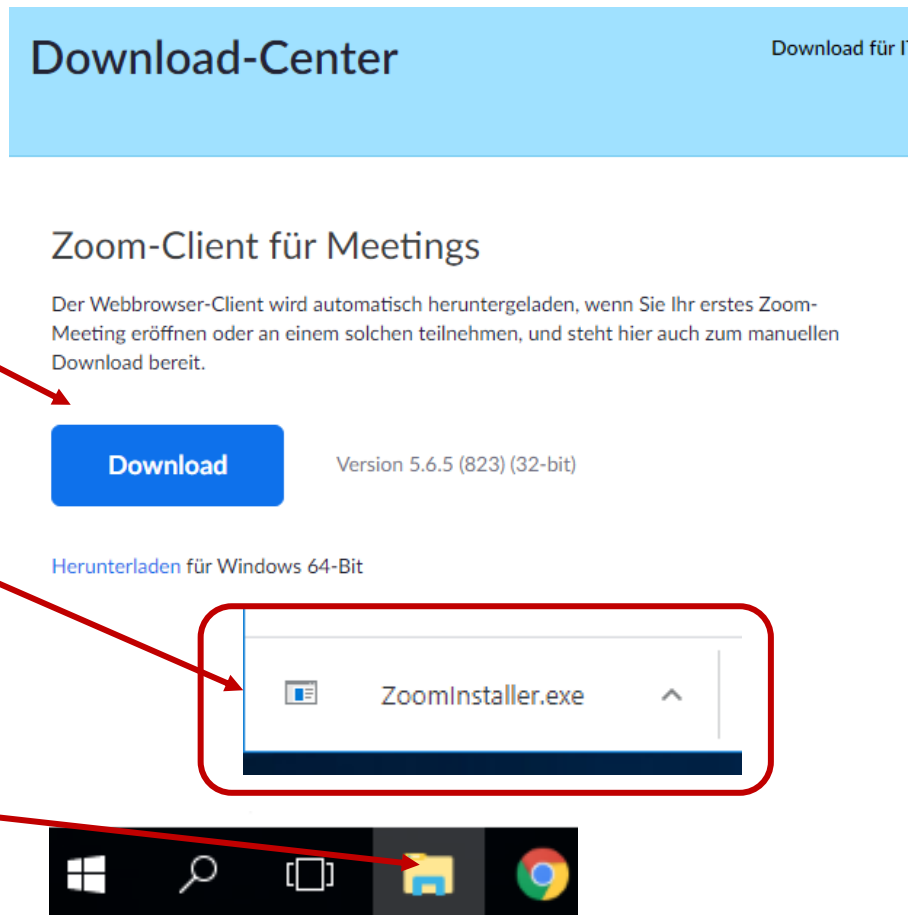 Download-Center
Download für IT
Zoom-Client für Meetings
Der Webbrowser-Client wird automatisch heruntergeladen, wenn Sie Ihr erstes Zoom-
Meeting eröffnen oder an einem solchen teilnehmen, und steht hier auch zum manuellen
Download bereit.
Download
Version 5.6.5 (823) (32-bit)
Herunterladen für Windows 64-Bit
ZoomInstaller.exe